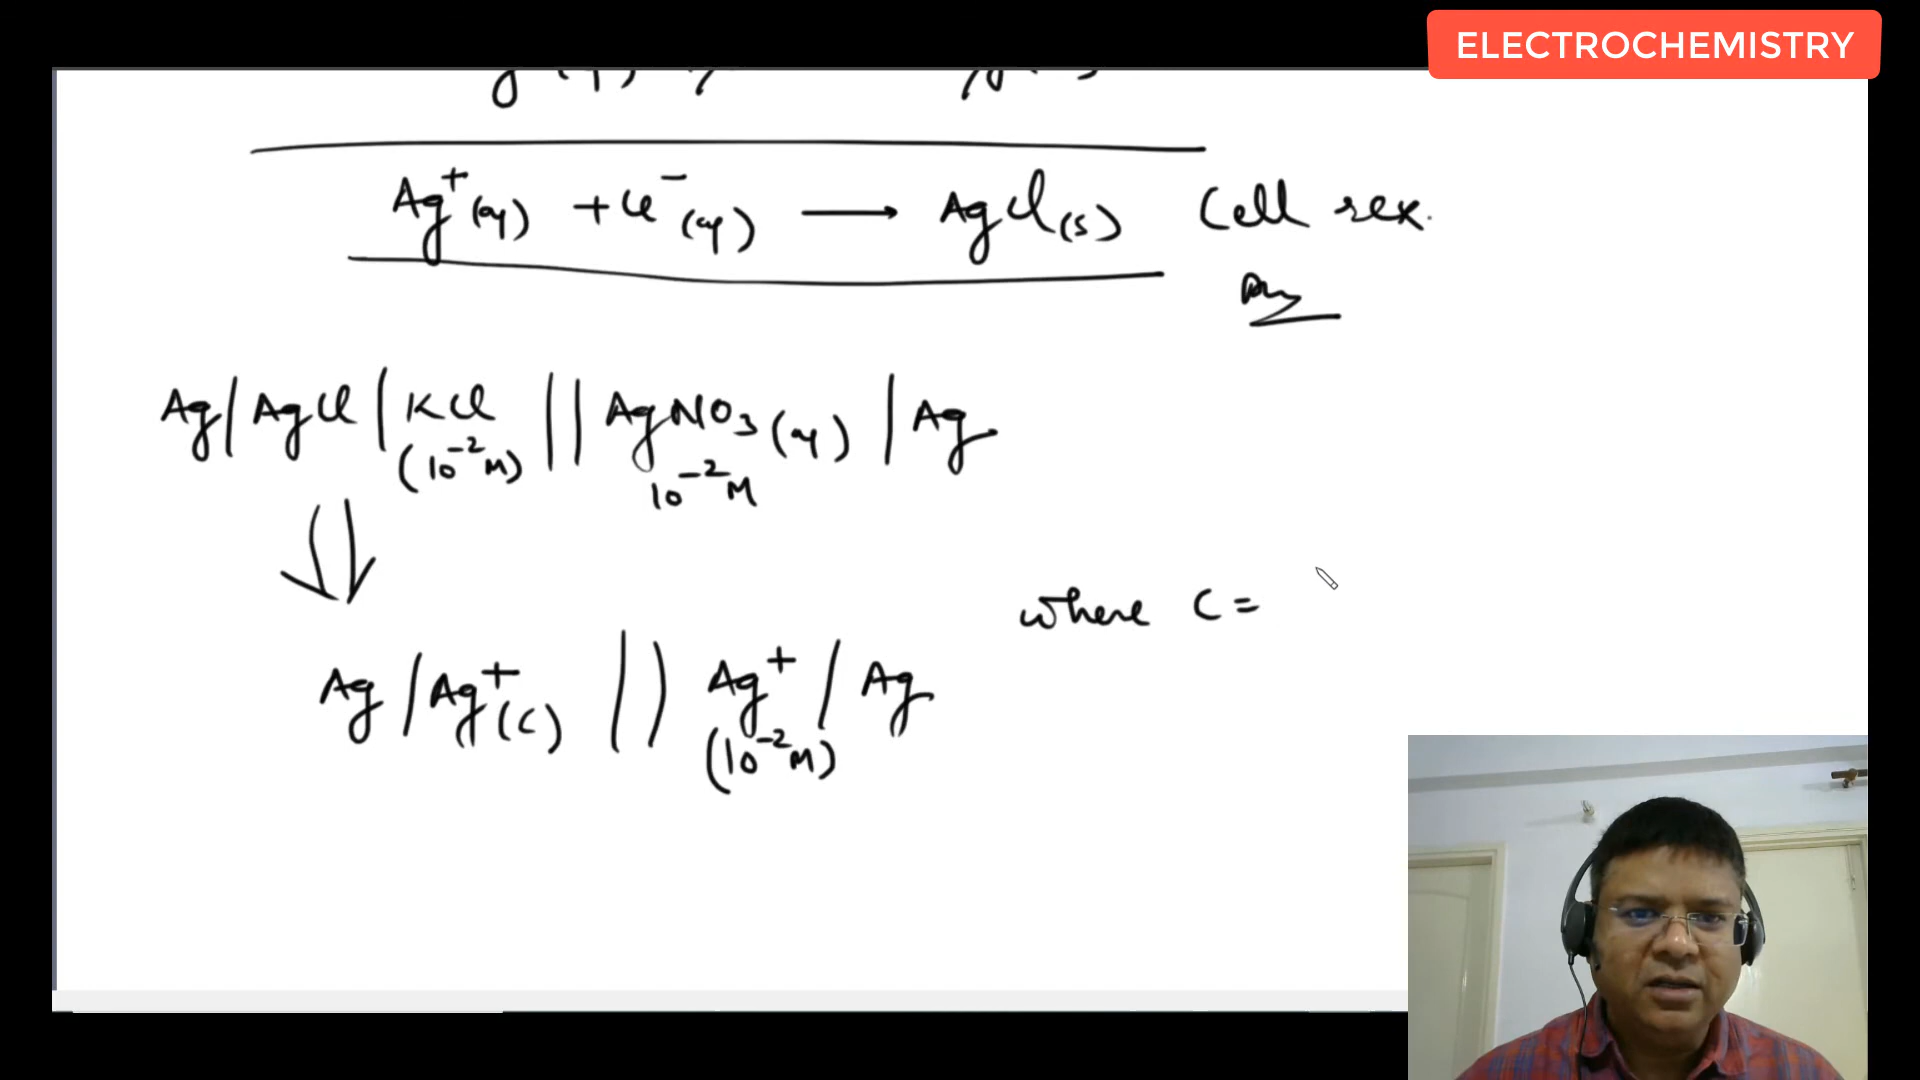 ELECTROCHEMISTRY
Ag⁺(aq) + Cl⁻(aq) ⟶ AgCl(s) Cell rex.
Ans
Ag | AgCl | KCl || AgNO₃(aq) | Ag
(10⁻²M) 10⁻²M
where C =
Ag / Ag⁺(C) || Ag⁺ / Ag
(10⁻²M)